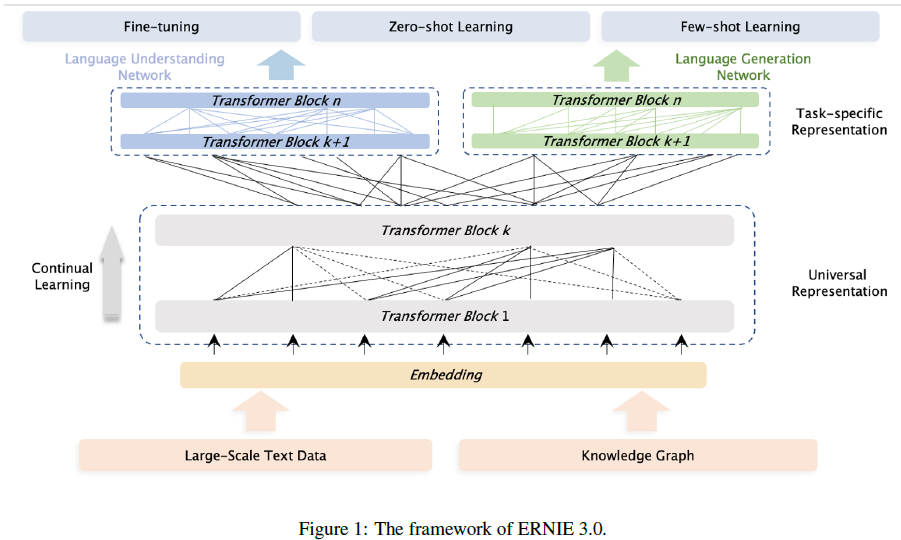 Fine-tuning
Zero-shot Learning
Few-shot Learning
Language Understanding
Network
Language Generation
Network
Transformer Block n
Transformer Block n
Transformer Block k+1
Transformer Block k+1
Task-specific
Representation
Transformer Block k
Continual
Learning
Universal
Representation
Transformer Block 1
Embedding
Large-Scale Text Data
Knowledge Graph
Figure 1: The framework of ERNIE 3.0.